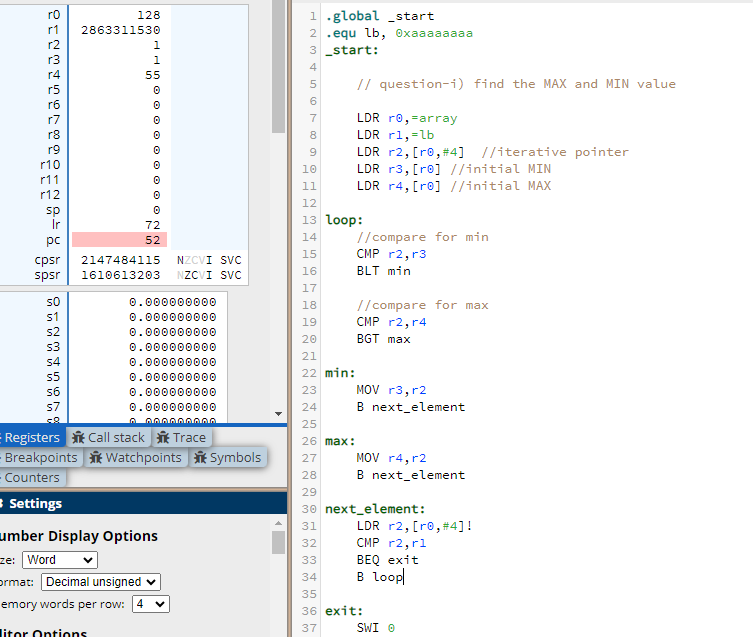 r0 128
r1 2863311530
r2 1
r3 1
r4 55
r5 0
r6 0
r7 0
r8 0
r9 0
r10 0
r11 0
r12 0
sp 0
lr 72
pc 52
cpsr 2147484115 NZCVI SVC
spsr 1610613203 NZCVI SVC
s0 0.000000000
s1 0.000000000
s2 0.000000000
s3 0.000000000
s4 0.000000000
s5 0.000000000
s6 0.000000000
s7 0.000000000
s8 0.000000000
Registers Call stack Trace
Breakpoints Watchpoints Symbols
Counters
Settings
umber Display Options
ze: Word
ormat: Decimal unsigned
emory words per row: 4
ditor Options
1 .global _start
2 .equ lb, 0xaaaaaaaa
3 _start:
4
5 // question-i) find the MAX and MIN value
6
7 LDR r0,=array
8 LDR r1,=lb
9 LDR r2,[r0,#4] //iterative pointer
10 LDR r3,[r0] //initial MIN
11 LDR r4,[r0] //initial MAX
12
13 loop:
14 //compare for min
15 CMP r2,r3
16 BLT min
17
18 //compare for max
19 CMP r2,r4
20 BGT max
21
22 min:
23 MOV r3,r2
24 B next_element
25
26 max:
27 MOV r4,r2
28 B next_element
29
30 next_element:
31 LDR r2,[r0,#4]!
32 CMP r2,r1
33 BEQ exit
34 B loop
35
36 exit:
37 SWI 0